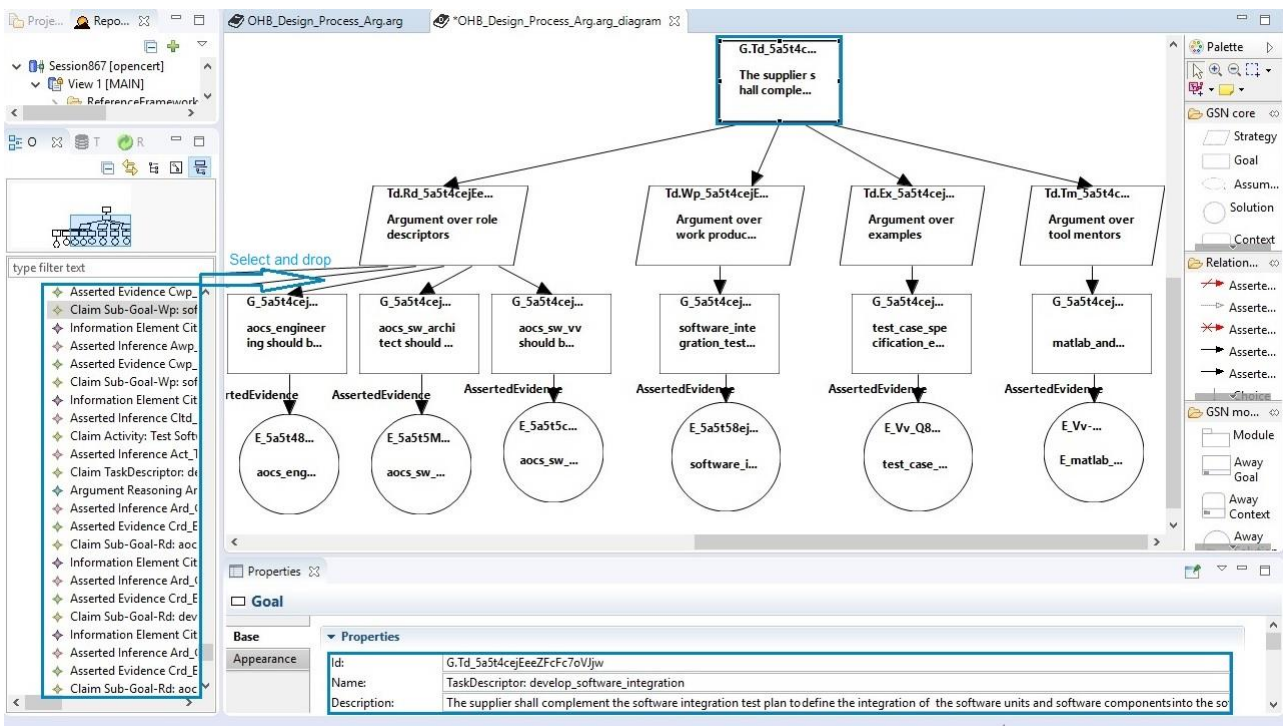 Proje...
Repo...
OHB_Design_Process_Arg.arg
*OHB_Design_Process_Arg.arg_diagram
Session867 [opencert]
View 1 [MAIN]
ReferenceFramework
O
T
R
type filter text
Asserted Evidence Cwp_
Claim Sub-Goal-Wp: sof
Information Element Cit
Asserted Inference Awp_
Asserted Evidence Cwp_
Claim Sub-Goal-Wp: sof
Information Element Cit
Asserted Inference Cltd_
Claim Activity: Test Softw
Asserted Inference Act_T
Claim TaskDescriptor: de
Argument Reasoning Ar
Asserted Inference Ard_
Asserted Evidence Crd_E
Claim Sub-Goal-Rd: aoc
Information Element Cit
Asserted Inference Ard_
Asserted Evidence Crd_E
Claim Sub-Goal-Rd: dev
Information Element Cit
Asserted Inference Ard_
Asserted Evidence Crd_E
Claim Sub-Goal-Rd: aoc
Select and drop
G.Td_5a5t4c...
The supplier s
hall comple...
Td.Rd_5a5t4cejEe...
Argument over role
descriptors
Td.Wp_5a5t4cejE...
Argument over
work produc...
Td.Ex_5a5t4cej...
Argument over
examples
Td.Tm_5a5t4c...
Argument over
tool mentors
G_5a5t4cej...
aocs_engineer
ing should b...
G_5a5t4cej...
aocs_sw_archi
tect should ...
G_5a5t4cej...
aocs_sw_vv
should b...
G_5a5t4cej...
software_inte
gration_test...
G_5a5t4cej...
test_case_spe
cification_e...
G_5a5t4cej...
matlab_and...
rtedEvidence
AssertedEvidence
AssertedEvidence
AssertedEvidence
AssertedEvidence
AssertedEvidence
E_5a5t48...
aocs_eng...
E_5a5t5M...
aocs_sw_...
E_5a5t5c...
aocs_sw_...
E_5a5t58ej...
software_i...
E_Vv_Q8...
test_case_...
E_Vv-...
E_matlab_...
Palette
GSN core
Strategy
Goal
Assum...
Solution
Context
Relation...
Asserte...
Asserte...
Asserte...
Asserte...
Asserte...
Choice
GSN mo...
Module
Away
Goal
Away
Context
Away
Properties
Goal
Base
Appearance
Properties
Id:
G.Td_5a5t4cejEeeZFcFc7oVJjw
Name:
TaskDescriptor: develop_software_integration
Description:
The supplier shall complement the software integration test plan to define the integration of the software units and software components into the so